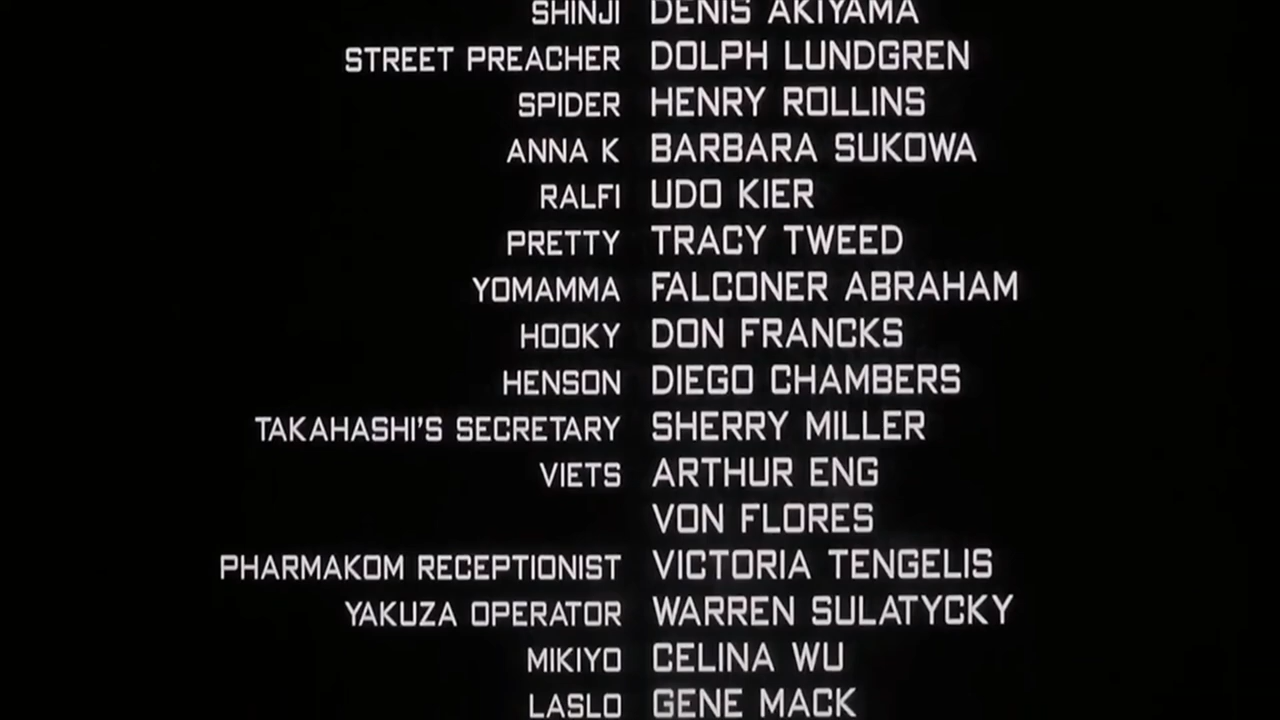 SHINJI DENIS AKIYAMA
STREET PREACHER DOLPH LUNDGREN
SPIDER HENRY ROLLINS
ANNA K BARBARA SUKOWA
RALFI UDO KIER
PRETTY TRACY TWEED
YOMAMMA FALCONER ABRAHAM
HOOKY DON FRANCKS
HENSON DIEGO CHAMBERS
TAKAHASHI'S SECRETARY SHERRY MILLER
VIETS ARTHUR ENG
VON FLORES
PHARMAKOM RECEPTIONIST VICTORIA TENGELIS
YAKUZA OPERATOR WARREN SULATYCKY
MIKIYO CELINA WU
LASLO GENE MACK